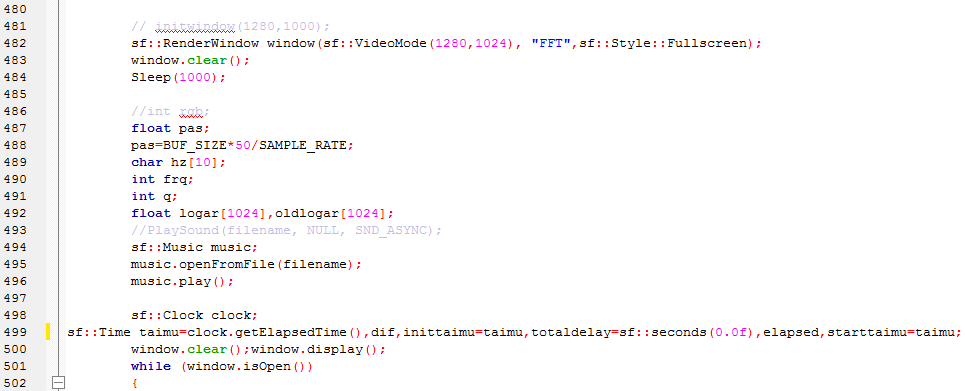 480
481 // initwindow(1280,1000);
482 sf::RenderWindow window(sf::VideoMode(1280,1024), "FFT",sf::Style::Fullscreen);
483 window.clear();
484 Sleep(1000);
485
486 //int rgb;
487 float pas;
488 pas=BUF_SIZE*50/SAMPLE_RATE;
489 char hz[10];
490 int frq;
491 int q;
492 float logar[1024],oldlogar[1024];
493 //PlaySound(filename, NULL, SND_ASYNC);
494 sf::Music music;
495 music.openFromFile(filename);
496 music.play();
497
498 sf::Clock clock;
499 sf::Time taimu=clock.getElapsedTime(),dif,inittaimu=taimu,totaldelay=sf::seconds(0.0f),elapsed,starttaimu=taimu;
500 window.clear();window.display();
501 while (window.isOpen())
502 {